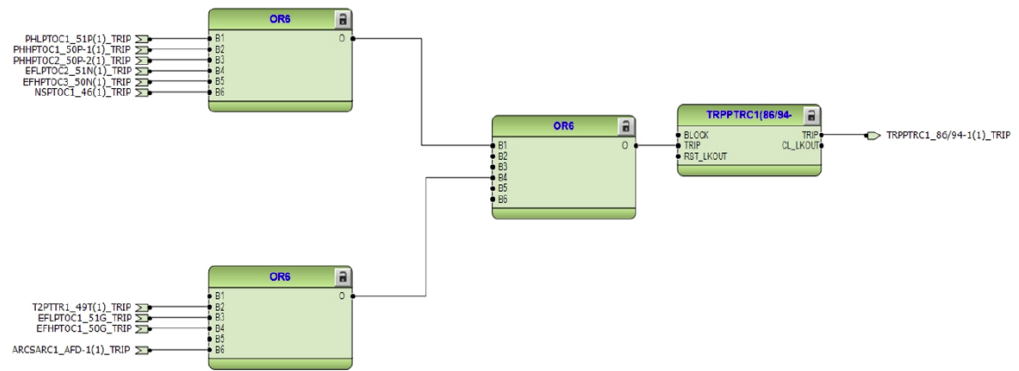 OR6
PHLPTOC1_51P(1)_TRIP B1 O
PHHPTOC1_50P-1(1)_TRIP B2
PHHPTOC2_50P-2(1)_TRIP B3
EFLPTOC2_51N(1)_TRIP B4
EFHPTOC3_50N(1)_TRIP B5
NSPTOC1_46(1)_TRIP B6
OR6
B1 O
B2
B3
B4
B5
B6
TRPPTRC1(86/94-
BLOCK TRIP
TRIP CL_LKOUT
RST_LKOUT
TRPPTRC1_86/94-1(1)_TRIP
OR6
B1 O
T2PTTR1_49T(1)_TRIP B2
EFLPTOC1_51G_TRIP B3
EFHPTOC1_50G_TRIP B4
B5
ARCSARC1_AFD-1(1)_TRIP B6